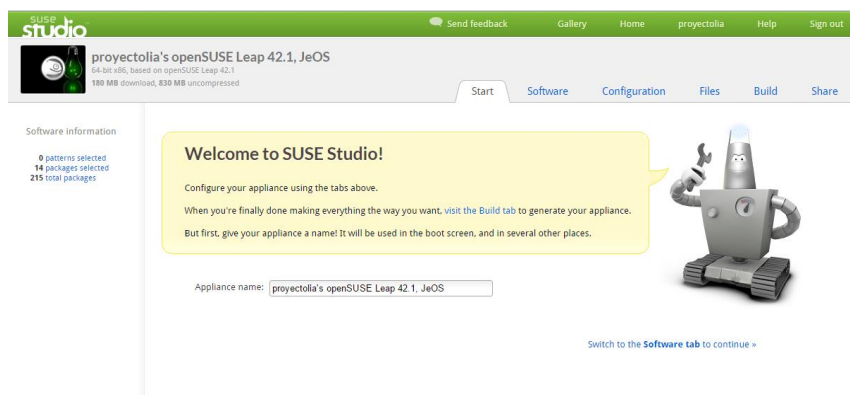 SUSE
studio
Send feedback
Gallery
Home
proyectolia
Help
Sign out
proyectolia's openSUSE Leap 42.1, JeOS
64-bit x86, based on openSUSE Leap 42.1
180 MB download, 830 MB uncompressed
Start
Software
Configuration
Files
Build
Share
Software information
0 patterns selected
14 packages selected
215 total packages
Welcome to SUSE Studio!
Configure your appliance using the tabs above.
When you're finally done making everything the way you want, visit the Build tab to generate your appliance.
But first, give your appliance a name! It will be used in the boot screen, and in several other places.
Appliance name: proyectolia's openSUSE Leap 42.1, JeOS
Switch to the Software tab to continue »